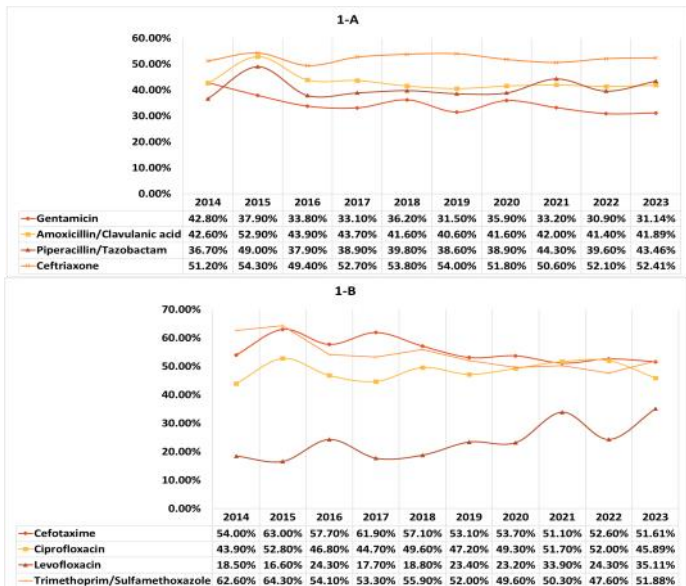 1-A
60.00%
50.00%
40.00%
30.00%
20.00%
10.00%
0.00%
2014 2015 2016 2017 2018 2019 2020 2021 2022 2023
Gentamicin 42.80% 37.90% 33.80% 33.10% 36.20% 31.50% 35.90% 33.20% 30.90% 31.14%
Amoxicillin/Clavulanic acid 42.60% 52.90% 43.90% 43.70% 41.60% 40.60% 41.60% 42.00% 41.40% 41.89%
Piperacillin/Tazobactam 36.70% 49.00% 37.90% 38.90% 39.80% 38.60% 38.90% 44.30% 39.60% 43.46%
Ceftriaxone 51.20% 54.30% 49.40% 52.70% 53.80% 54.00% 51.80% 50.60% 52.10% 52.41%
1-B
70.00%
60.00%
50.00%
40.00%
30.00%
20.00%
10.00%
0.00%
2014 2015 2016 2017 2018 2019 2020 2021 2022 2023
Cefotaxime 54.00% 63.00% 57.70% 61.90% 57.10% 53.10% 53.70% 51.10% 52.60% 51.61%
Ciprofloxacin 43.90% 52.80% 46.80% 44.70% 49.60% 47.20% 49.30% 51.70% 52.00% 45.89%
Levofloxacin 18.50% 16.60% 24.30% 17.70% 18.80% 23.40% 23.20% 33.90% 24.30% 35.11%
Trimethoprim/Sulfamethoxazole 62.60% 64.30% 54.10% 53.30% 55.90% 52.00% 49.60% 50.30% 47.60% 51.88%